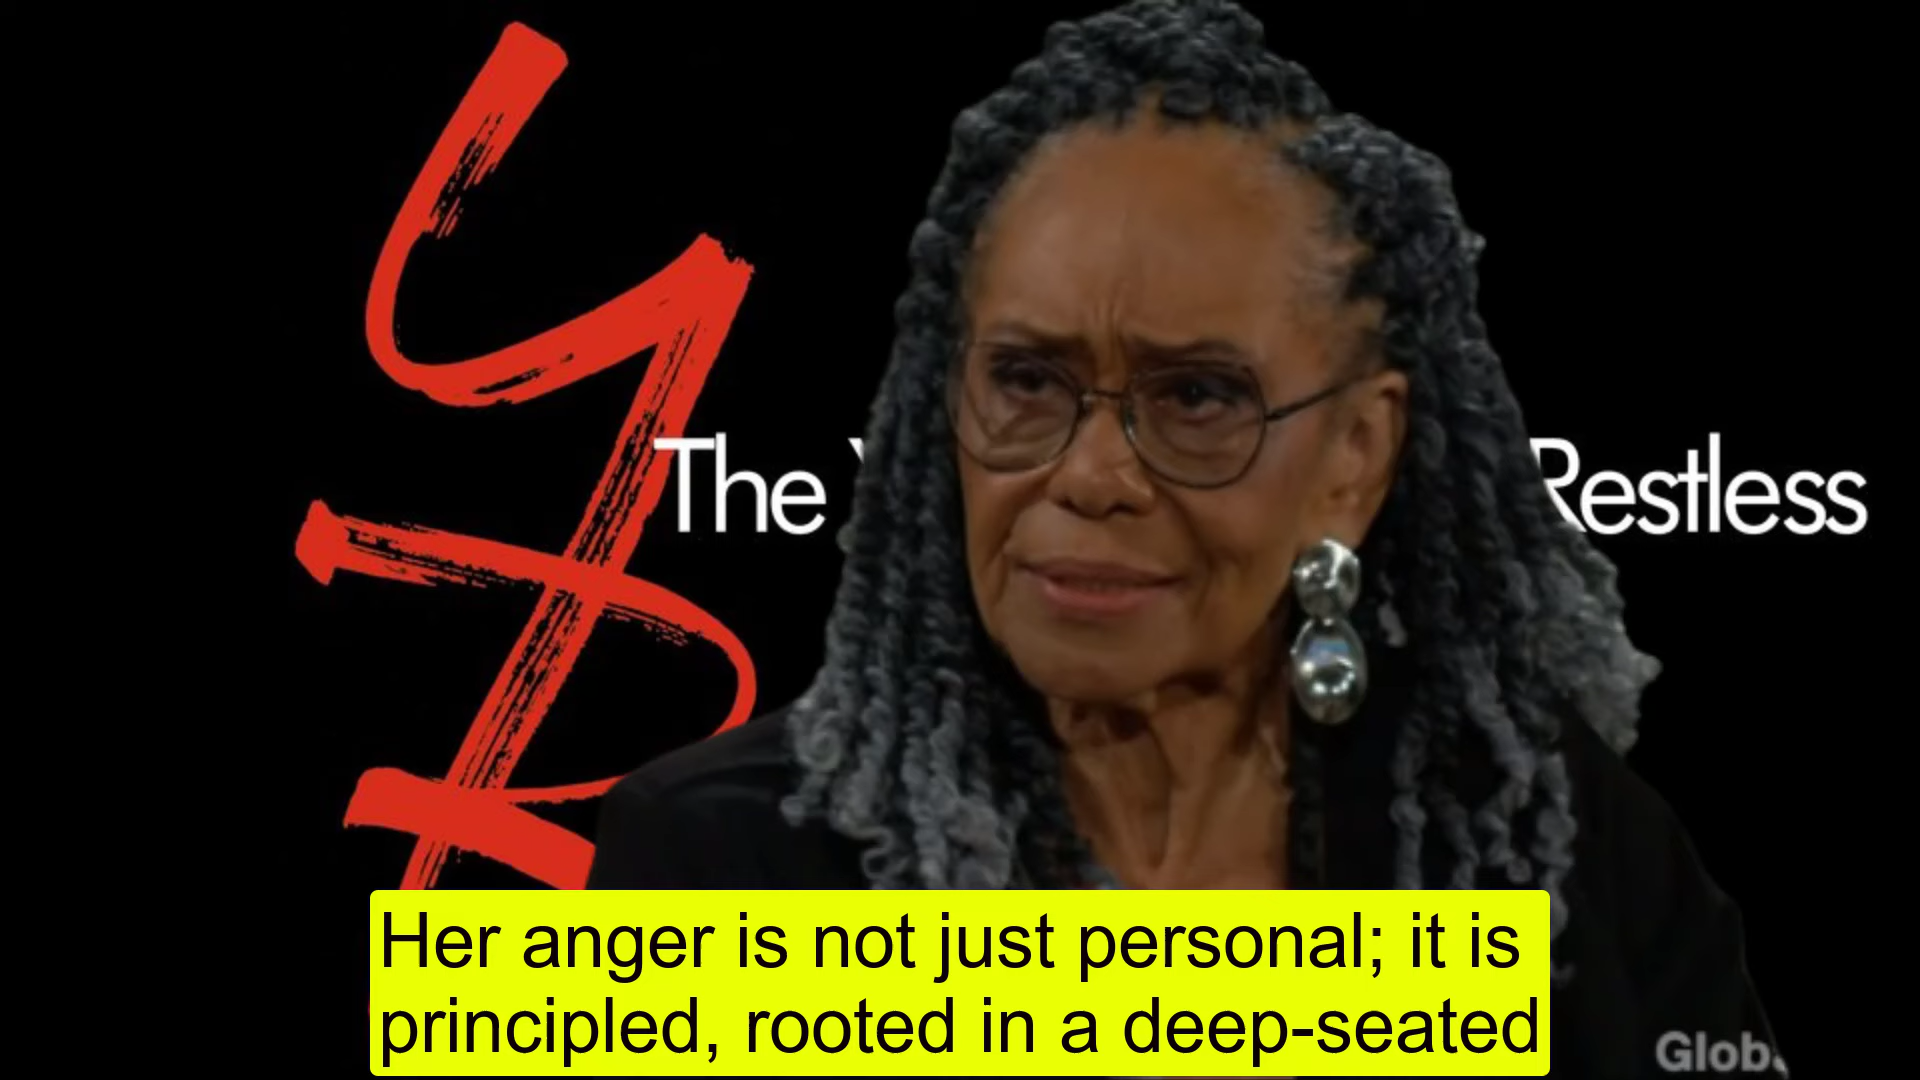 The
Restless
Her anger is not just personal; it is
principled, rooted in a deep-seated
Glob